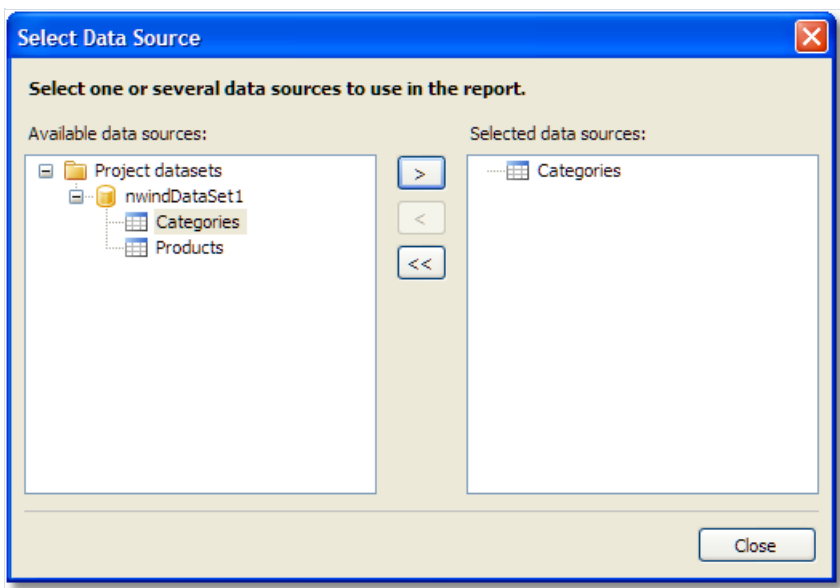 Select Data Source
Select one or several data sources to use in the report.
Available data sources:
Selected data sources:
Project datasets
nwindDataSet1
Categories
Products
>
<
<<
Categories
Close